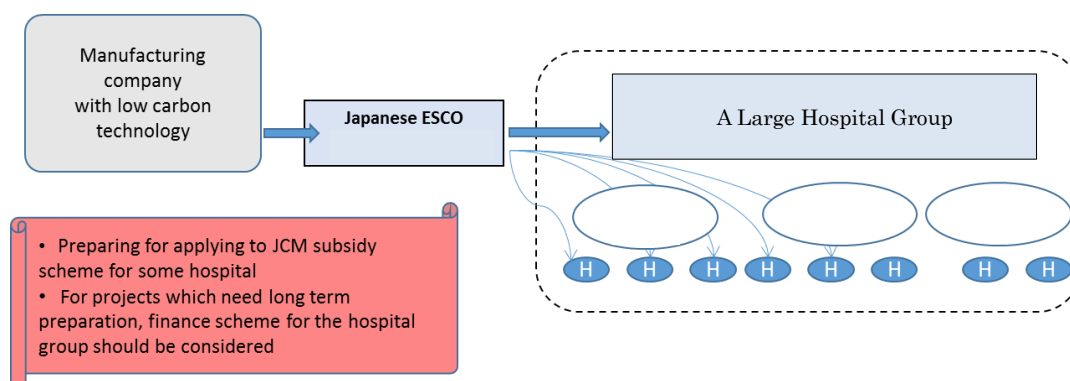 Manufacturing
company
with low carbon
technology
Japanese ESCO
A Large Hospital Group
H H H H H H H H
• Preparing for applying to JCM subsidy
scheme for some hospital
• For projects which need long term
preparation, finance scheme for the hospital
group should be considered